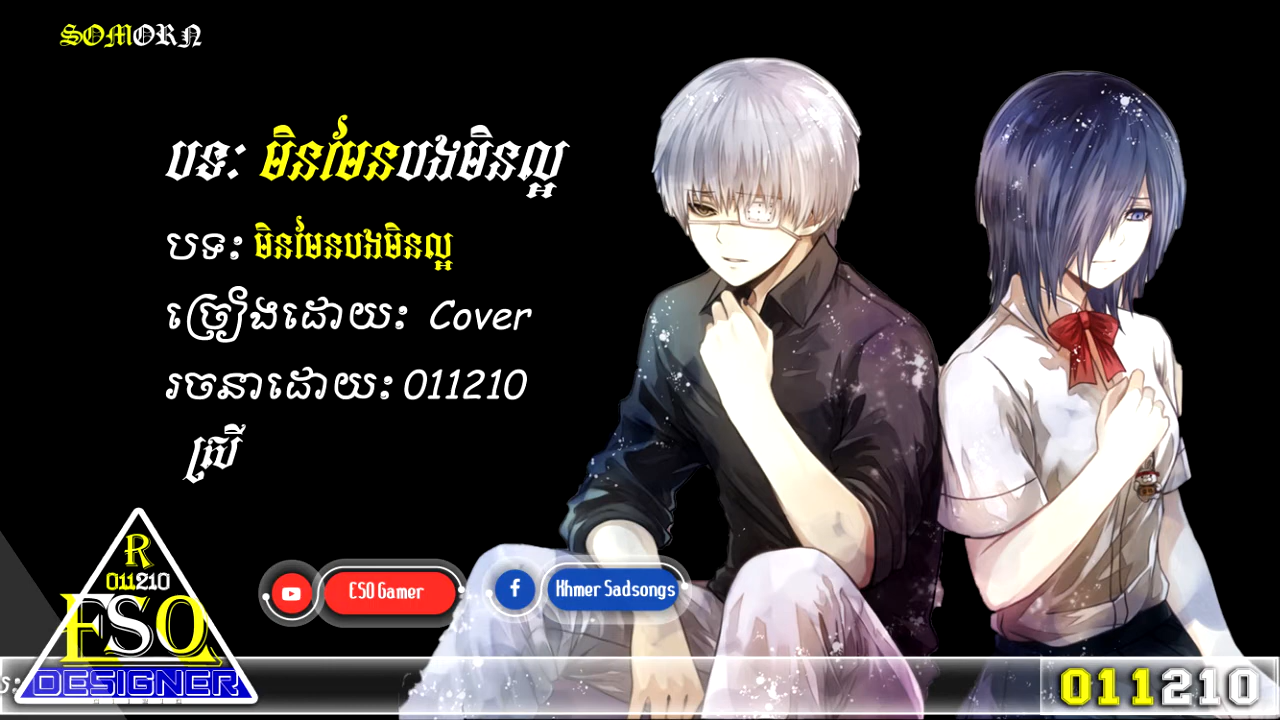 SOMORN
បទ: មិនមែនបងមិនល្អ
បទ: មិនមែនបងមិនល្អ
ច្រៀងដោយ: Cover
រចនាដោយ: 011210
ស្រី
R
011210
ESO
DESIGNER
ESO Gamer
Khmer Sadsongs
011210